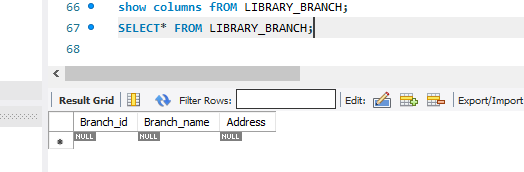 66 show columns fROM LIBRARY_BRANCH;
67 SELECT* FROM LIBRARY_BRANCH;
68
Result Grid Filter Rows: Edit: Export/Import
Branch_id Branch_name Address
* NULL NULL NULL